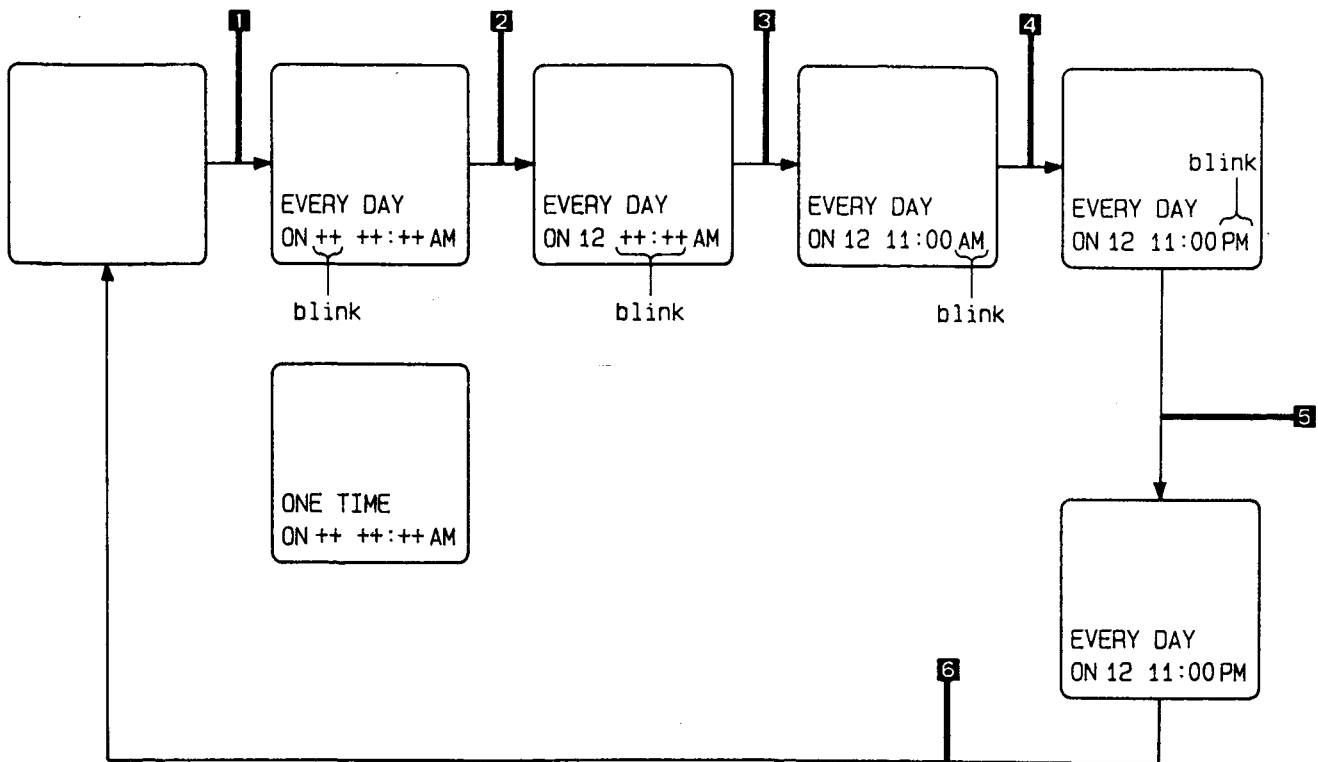 1
2
3
4
EVERY DAY
ON ++ ++:++ AM
blink
EVERY DAY
ON 12 ++:++ AM
blink
EVERY DAY
ON 12 11:00 AM
blink
blink
EVERY DAY
ON 12 11:00 PM
5
ONE TIME
ON ++ ++:++ AM
EVERY DAY
ON 12 11:00 PM
6